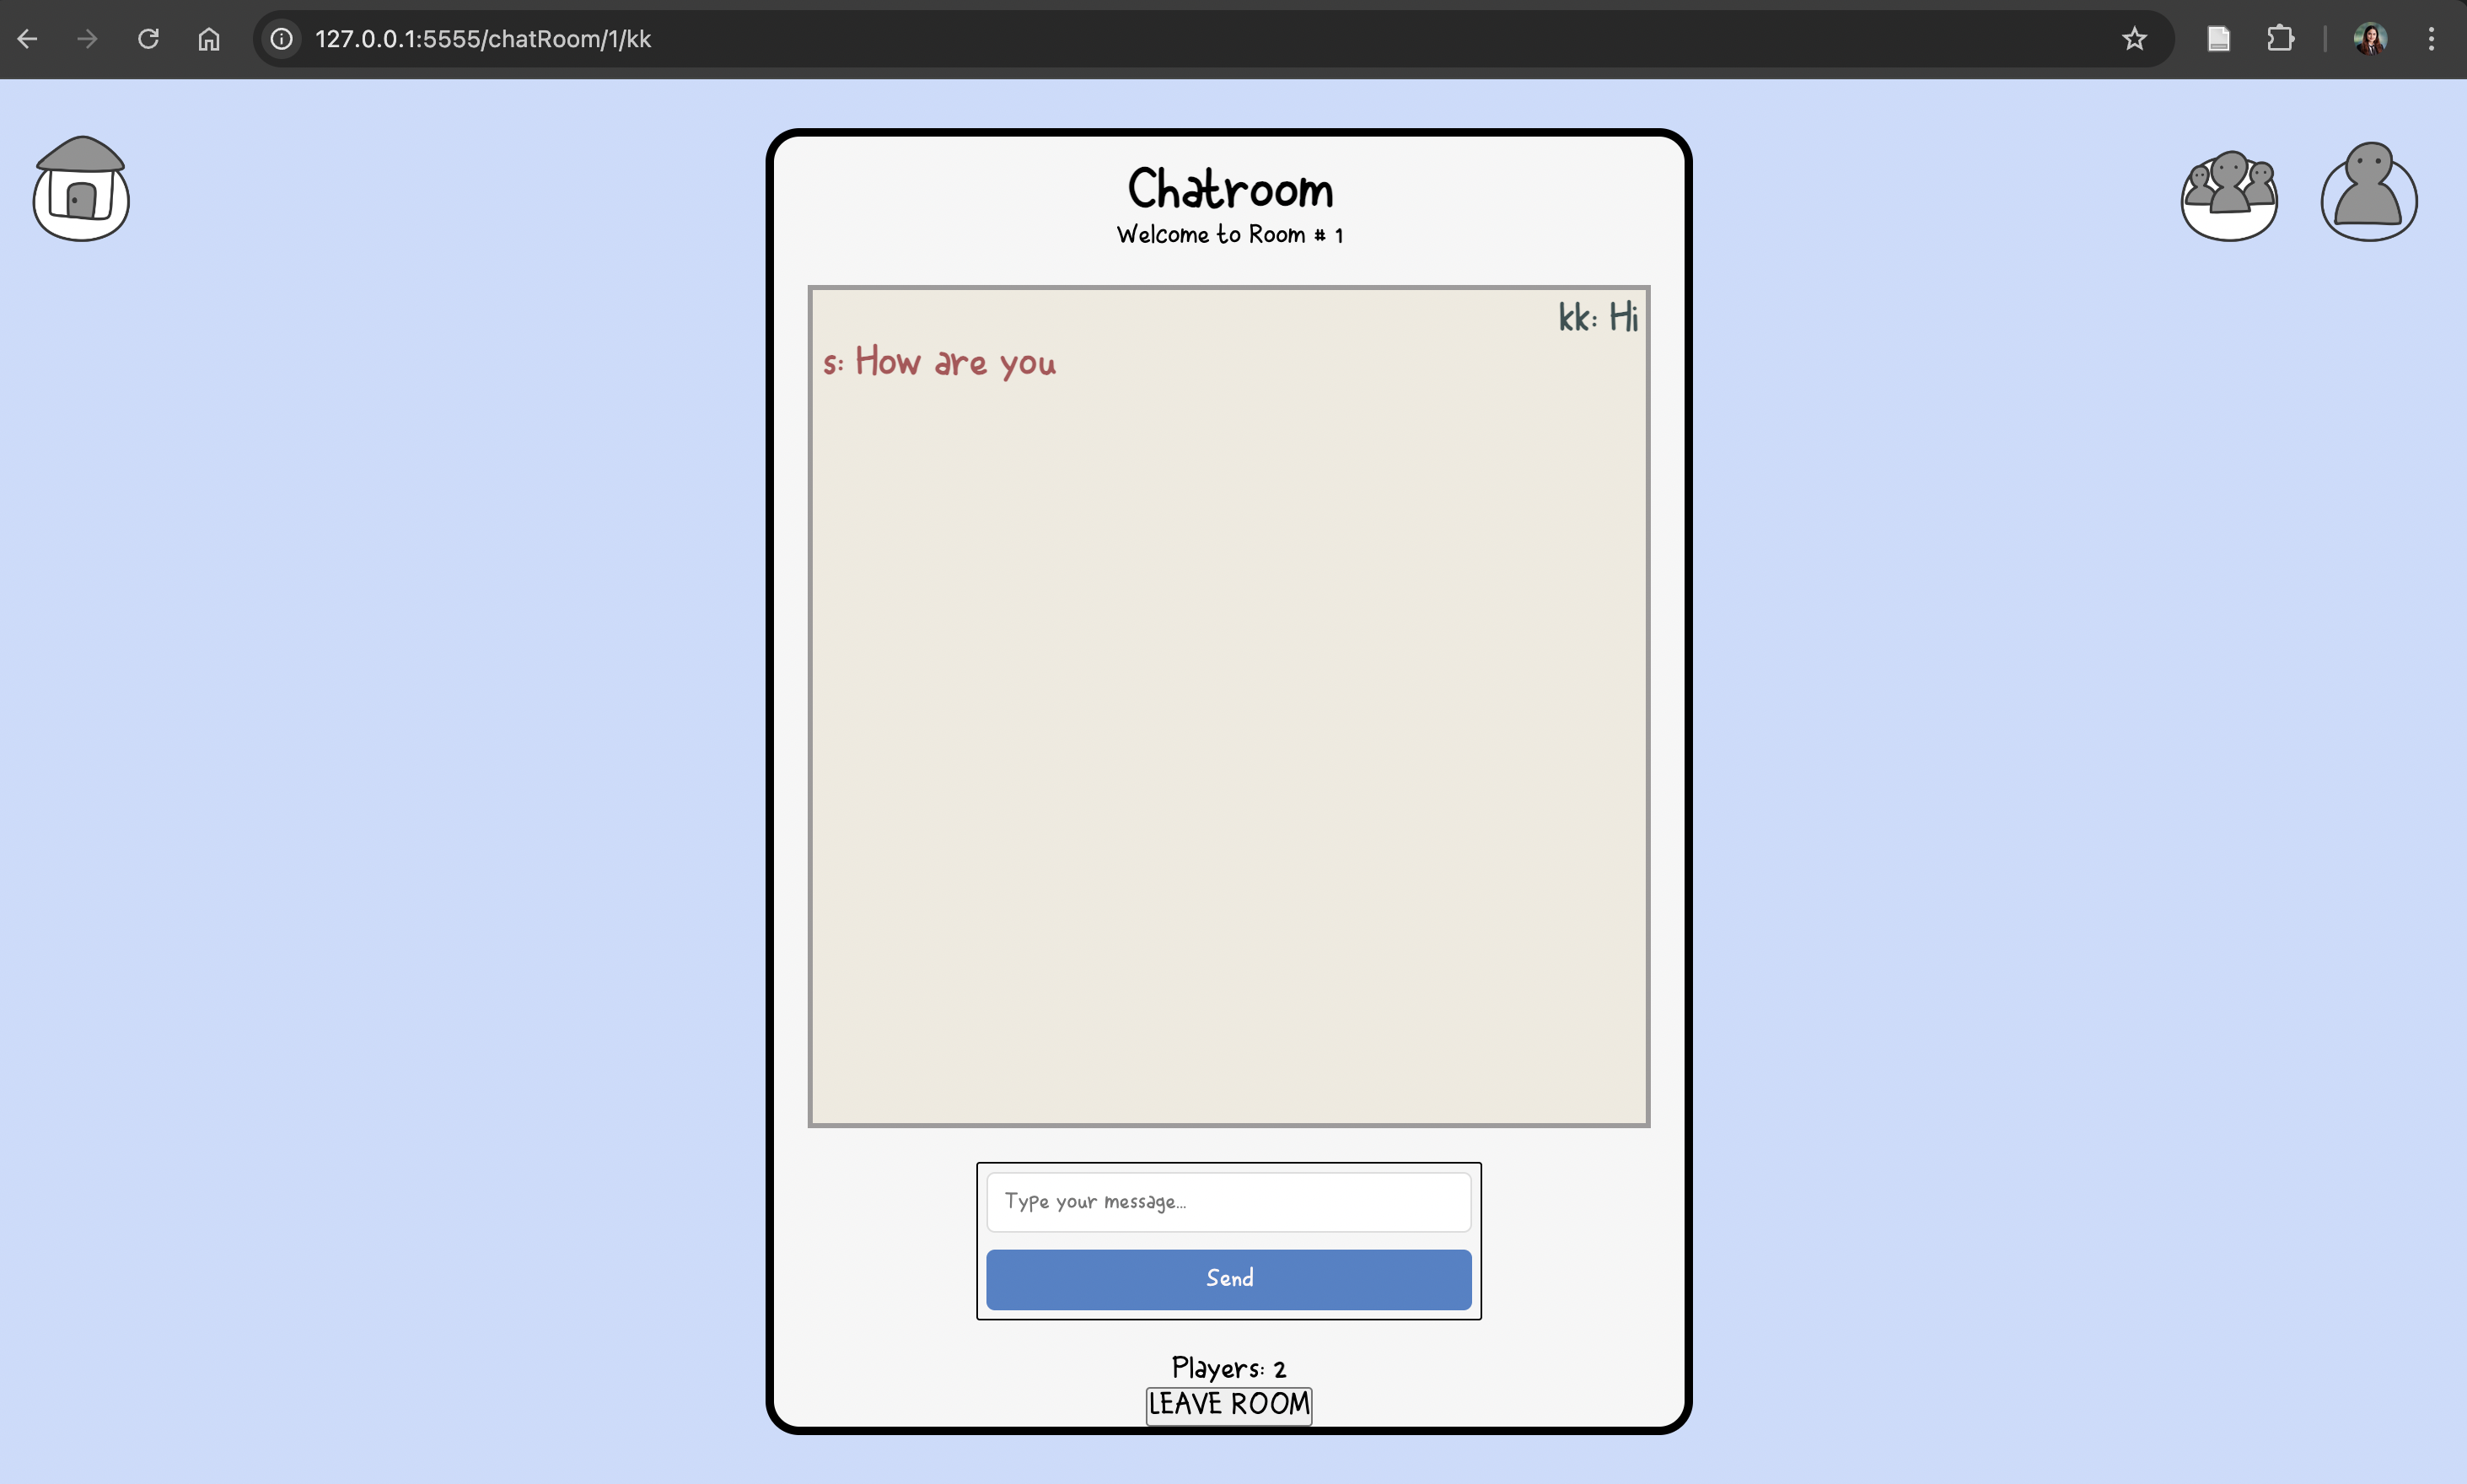 127.0.0.1:5555/chatRoom/1/kk
Chatroom
Welcome to Room # 1
kk: Hi
s: How are you
Type your message...
Send
Players: 2
LEAVE ROOM